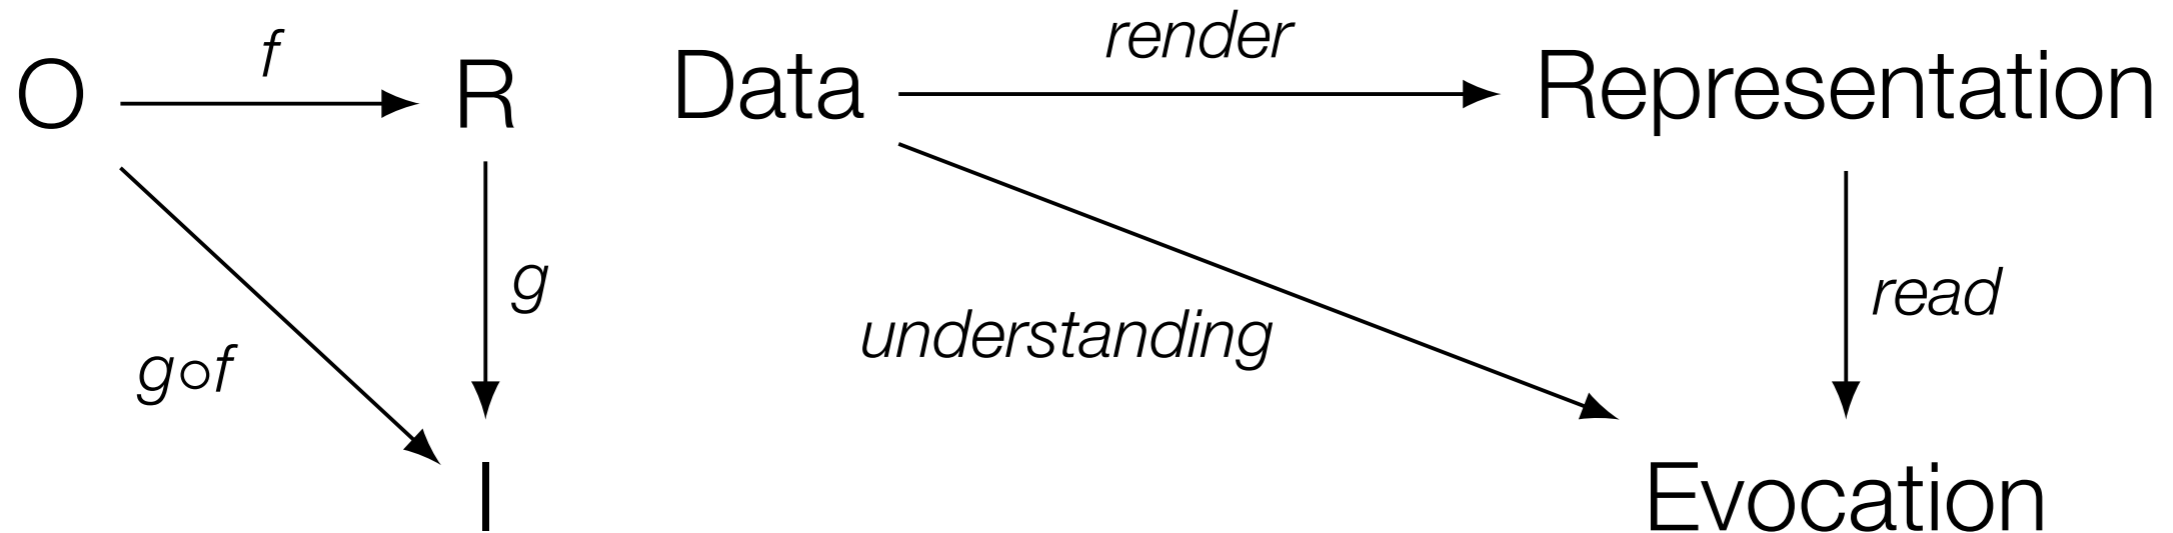 f
O
R
g
g∘f
I
render
Data
Representation
understanding
read
Evocation